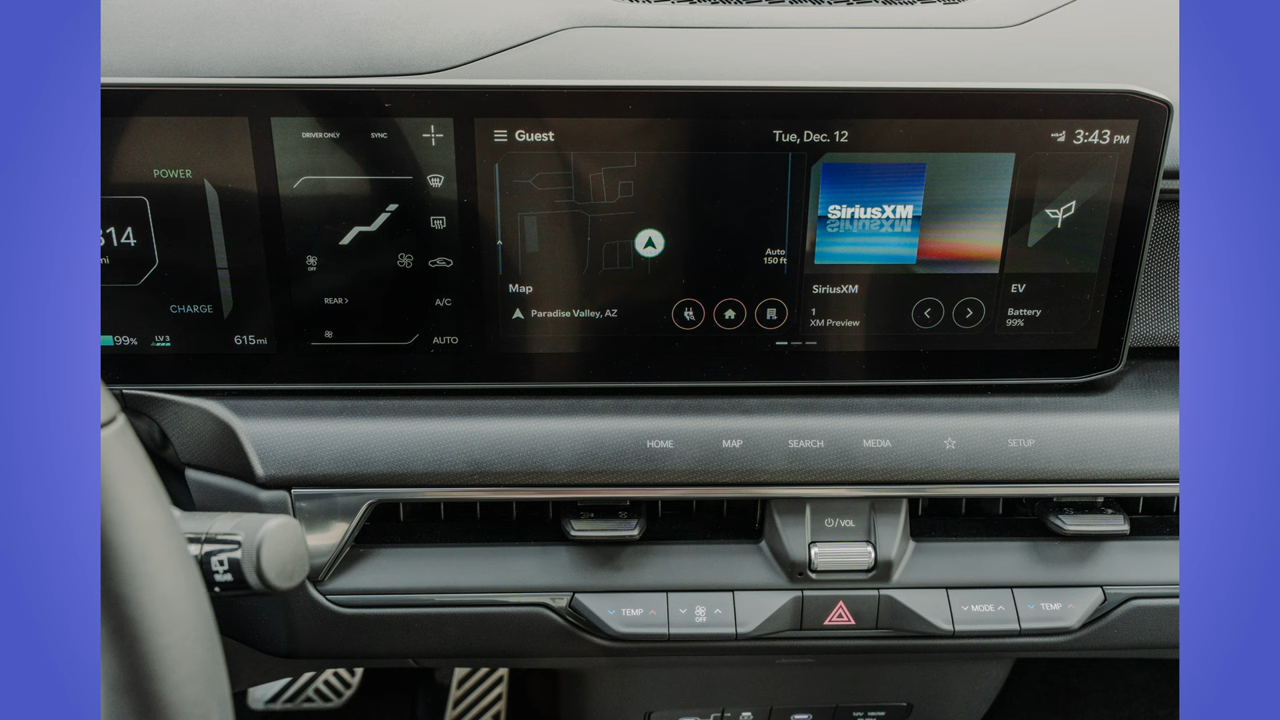 POWER
314
mi
CHARGE
99%
LV 3
615mi
DRIVER ONLY
SYNC
OFF
REAR >
A/C
AUTO
Guest
Tue, Dec. 12
3:43 PM
Auto
150 ft
Map
Paradise Valley, AZ
SiriusXM
SiriusXM
1
XM Preview
EV
Battery
99%
HOME
MAP
SEARCH
MEDIA
SETUP
/ VOL
TEMP
OFF
MODE
TEMP